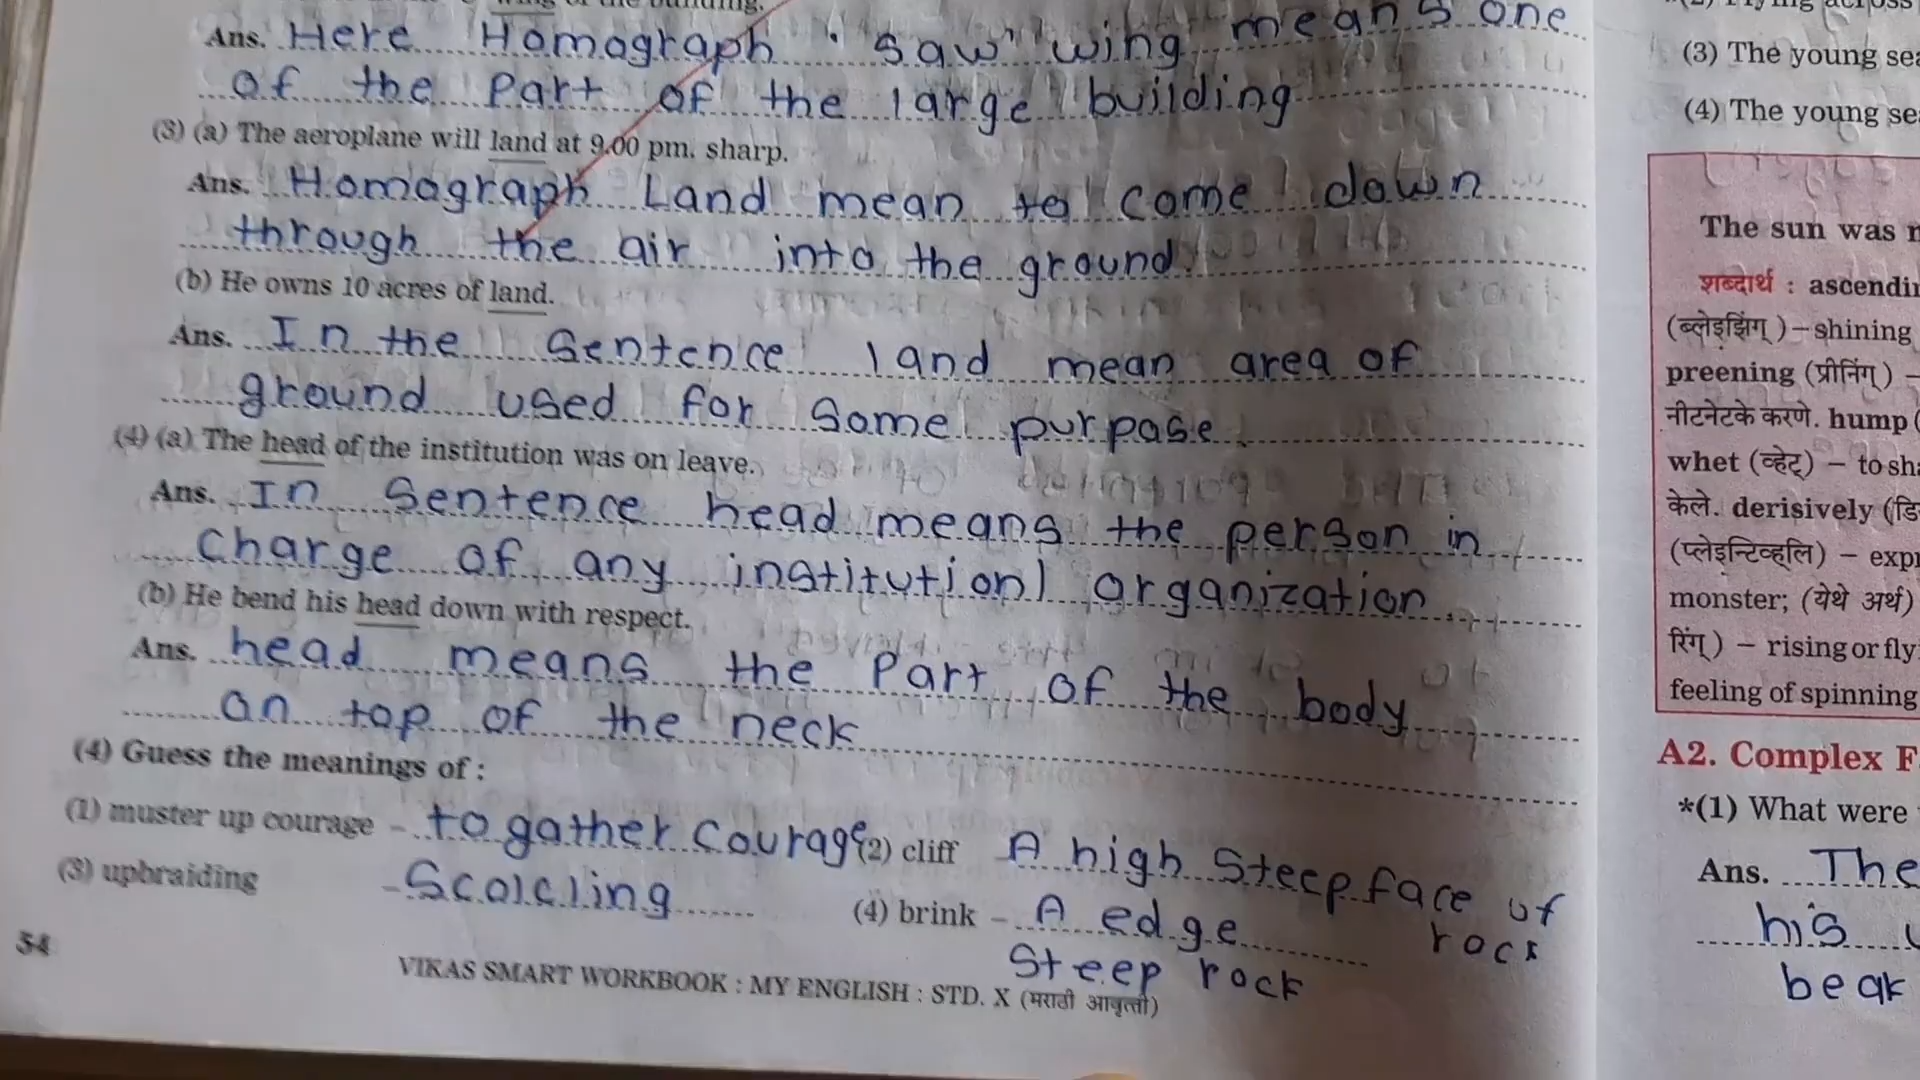 wing of the building.
Ans. Here Homograph "saw" wing means one
of the part of the large building
(3) (a) The aeroplane will land at 9.00 pm. sharp.
Ans. Homograph Land mean to come down
through the air into the ground.
(b) He owns 10 acres of land.
Ans. In the Sentence land mean area of
ground used for some purpase.
(4) (a) The head of the institution was on leave.
Ans. In Sentence head means the person in
charge of any institution/organization.
(b) He bend his head down with respect.
Ans. head means the Part of the body
on top of the neck
(4) Guess the meanings of :
(1) muster up courage - to gather courage (2) cliff A high Steep face of
rock
(3) upbraiding - Scolding (4) brink - A edge
Steep rock
54
VIKAS SMART WORKBOOK : MY ENGLISH : STD. X (मराठी आवृत्ती)
(3) The young
(4) The young
The sun was
शब्दार्थ :
(ब्लेइझिंग्) – shining
preening (प्रीनिंग्) –
नीटनेटके करणे. hump
whet (व्हेट्) – to
केले. derisively
(प्लेइन्टिव्हलि) –
monster; (येथे अर्थ)
रिंग्) – rising or
feeling of spinning
A2. Complex
*(1) What were
Ans. The
his
beak